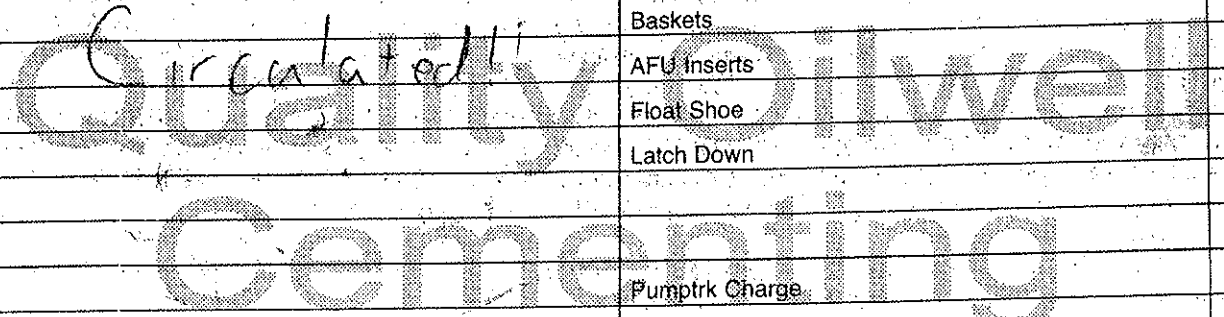 Baskets
Circulated!!
AFU Inserts
Float Shoe
Latch Down
Pumptrk Charge
Quality Oilwell
Cementing